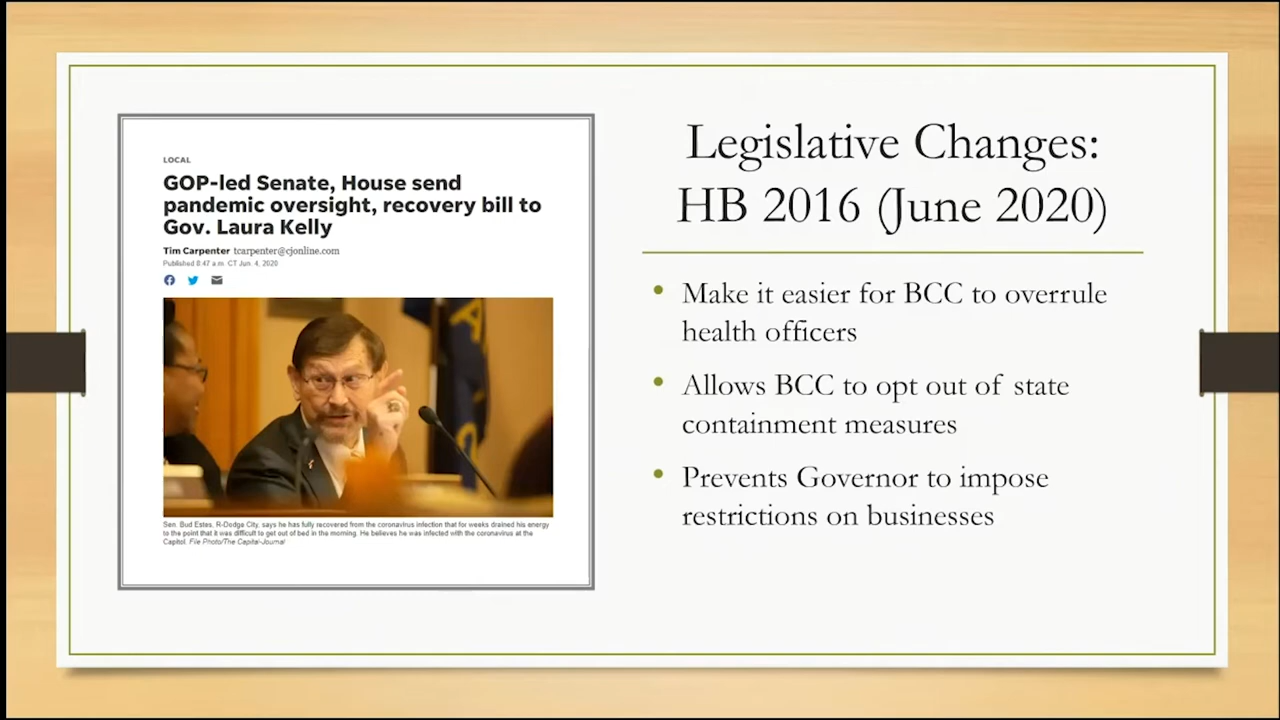 LOCAL
GOP-led Senate, House send
pandemic oversight, recovery bill to
Gov. Laura Kelly
Tim Carpenter tcarpenter@cjonline.com
Published 8:47 a.m. CT Jun. 4, 2020
Sen. Bud Estes, R-Dodge City, says he has fully recovered from the coronavirus infection that for weeks drained his energy
to the point that it was difficult to get out of bed in the morning. He believes he was infected with the coronavirus at the
Capitol. File Photo/The Capital-Journal
Legislative Changes:
HB 2016 (June 2020)
• Make it easier for BCC to overrule
health officers
• Allows BCC to opt out of state
containment measures
• Prevents Governor to impose
restrictions on businesses